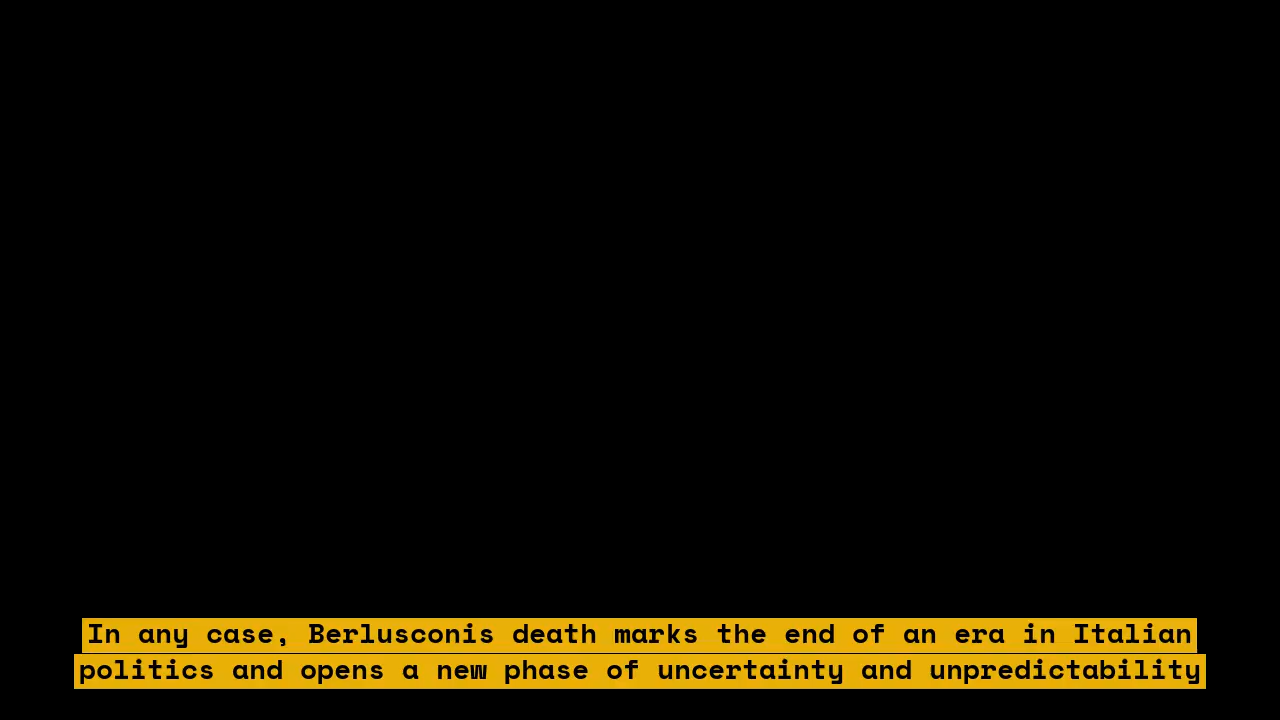 In any case, Berlusconis death marks the end of an era in Italian
politics and opens a new phase of uncertainty and unpredictability